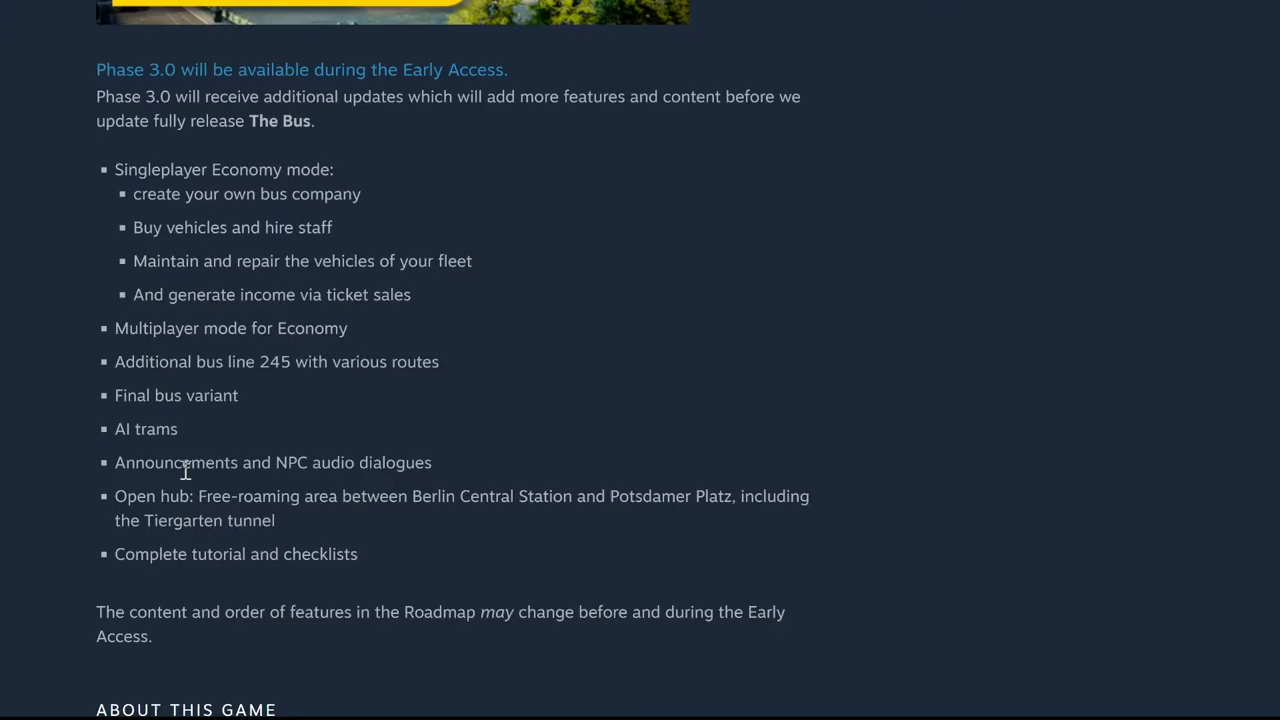 Phase 3.0 will be available during the Early Access.
Phase 3.0 will receive additional updates which will add more features and content before we
update fully release The Bus.
Singleplayer Economy mode:
create your own bus company
Buy vehicles and hire staff
Maintain and repair the vehicles of your fleet
And generate income via ticket sales
Multiplayer mode for Economy
Additional bus line 245 with various routes
Final bus variant
AI trams
Announcements and NPC audio dialogues
Open hub: Free-roaming area between Berlin Central Station and Potsdamer Platz, including
the Tiergarten tunnel
Complete tutorial and checklists
The content and order of features in the Roadmap may change before and during the Early
Access.
ABOUT THIS GAME